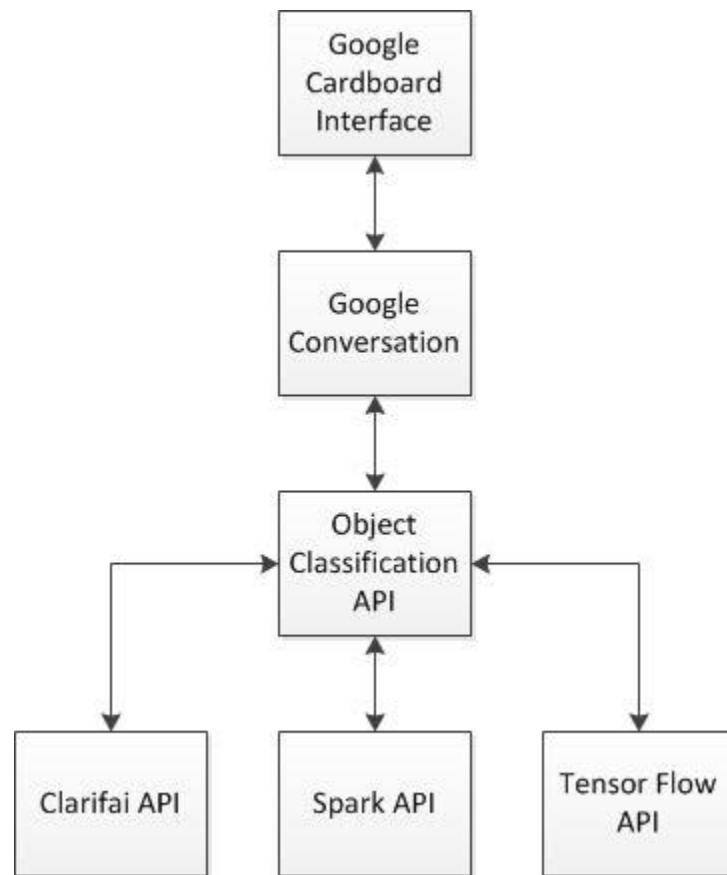 Google
Cardboard
Interface
Google
Conversation
Object
Classification
API
Clarifai API
Spark API
Tensor Flow
API